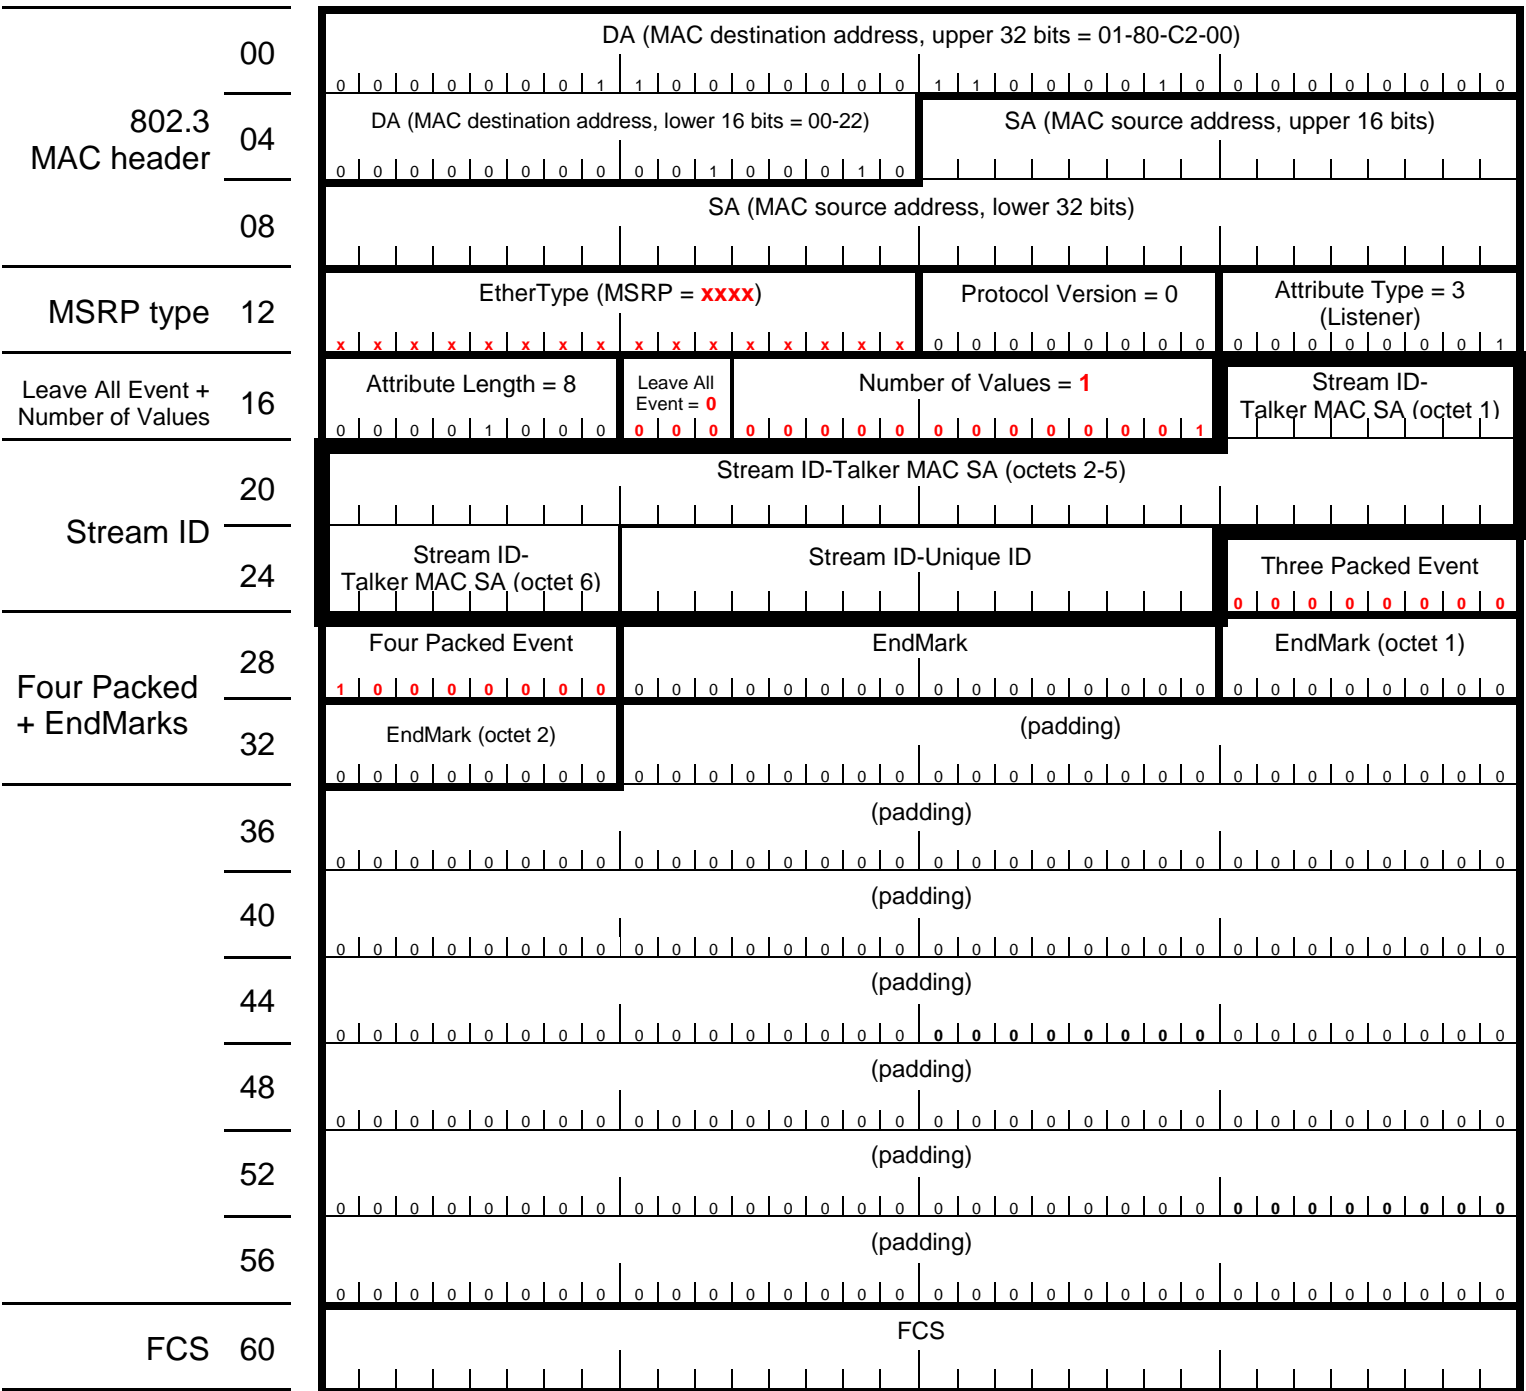 00
DA (MAC destination address, upper 32 bits = 01-80-C2-00)
0 0 0 0 0 0 0 1 1 0 0 0 0 0 0 0 1 1 0 0 0 0 1 0 0 0 0 0 0 0 0 0
802.3
MAC header
04
DA (MAC destination address, lower 16 bits = 00-22)
SA (MAC source address, upper 16 bits)
0 0 0 0 0 0 0 0 0 0 1 0 0 0 1 0
08
SA (MAC source address, lower 32 bits)
MSRP type
12
EtherType (MSRP = xxxx)
Protocol Version = 0
Attribute Type = 3
(Listener)
x x x x x x x x x x x x x x x x 0 0 0 0 0 0 0 0 0 0 0 0 0 0 0 1
Leave All Event +
Number of Values
16
Attribute Length = 8
Leave All
Event = 0
Number of Values = 1
Stream ID-
Talker MAC SA (octet 1)
0 0 0 0 1 0 0 0 0 0 0 0 0 0 0 0 0 0 0 0 0 0 0 1
Stream ID
20
Stream ID-Talker MAC SA (octets 2-5)
24
Stream ID-
Talker MAC SA (octet 6)
Stream ID-Unique ID
Three Packed Event
0 0 0 0 0 0 0 0
Four Packed
+ EndMarks
28
Four Packed Event
EndMark
EndMark (octet 1)
1 0 0 0 0 0 0 0 0 0 0 0 0 0 0 0 0 0 0 0 0 0 0 0 0 0 0 0 0 0 0 0
32
EndMark (octet 2)
(padding)
0 0 0 0 0 0 0 0 0 0 0 0 0 0 0 0 0 0 0 0 0 0 0 0 0 0 0 0 0 0 0 0
36
(padding)
0 0 0 0 0 0 0 0 0 0 0 0 0 0 0 0 0 0 0 0 0 0 0 0 0 0 0 0 0 0 0 0
40
(padding)
0 0 0 0 0 0 0 0 0 0 0 0 0 0 0 0 0 0 0 0 0 0 0 0 0 0 0 0 0 0 0 0
44
(padding)
0 0 0 0 0 0 0 0 0 0 0 0 0 0 0 0 0 0 0 0 0 0 0 0 0 0 0 0 0 0 0 0
48
(padding)
0 0 0 0 0 0 0 0 0 0 0 0 0 0 0 0 0 0 0 0 0 0 0 0 0 0 0 0 0 0 0 0
52
(padding)
0 0 0 0 0 0 0 0 0 0 0 0 0 0 0 0 0 0 0 0 0 0 0 0 0 0 0 0 0 0 0 0
56
(padding)
0 0 0 0 0 0 0 0 0 0 0 0 0 0 0 0 0 0 0 0 0 0 0 0 0 0 0 0 0 0 0 0
FCS
60
FCS